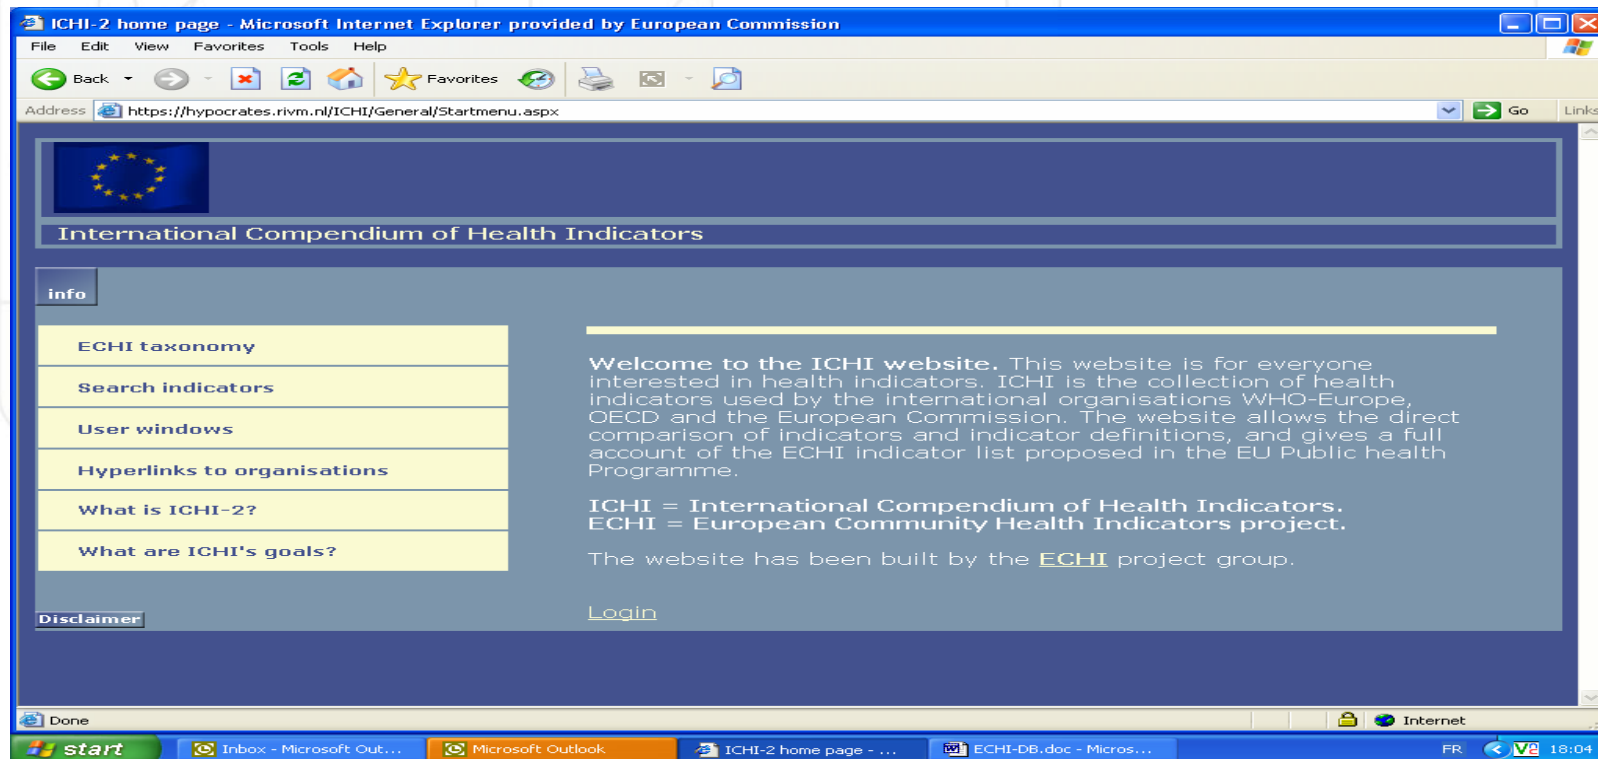 ICHI-2 home page - Microsoft Internet Explorer provided by European Commission
File Edit View Favorites Tools Help
Back Favorites
Address https://hypocrates.rivm.nl/ICHI/General/Startmenu.aspx Go Links
International Compendium of Health Indicators
info
ECHI taxonomy
Search indicators
User windows
Hyperlinks to organisations
What is ICHI-2?
What are ICHI's goals?
Disclaimer
Welcome to the ICHI website. This website is for everyone
interested in health indicators. ICHI is the collection of health
indicators used by the international organisations WHO-Europe,
OECD and the European Commission. The website allows the direct
comparison of indicators and indicator definitions, and gives a full
account of the ECHI indicator list proposed in the EU Public health
Programme.
ICHI = International Compendium of Health Indicators.
ECHI = European Community Health Indicators project.
The website has been built by the ECHI project group.
Login
Done Internet
start Inbox - Microsoft Out... Microsoft Outlook ICHI-2 home page - ... ECHI-DB.doc - Micros... FR V2 18:04